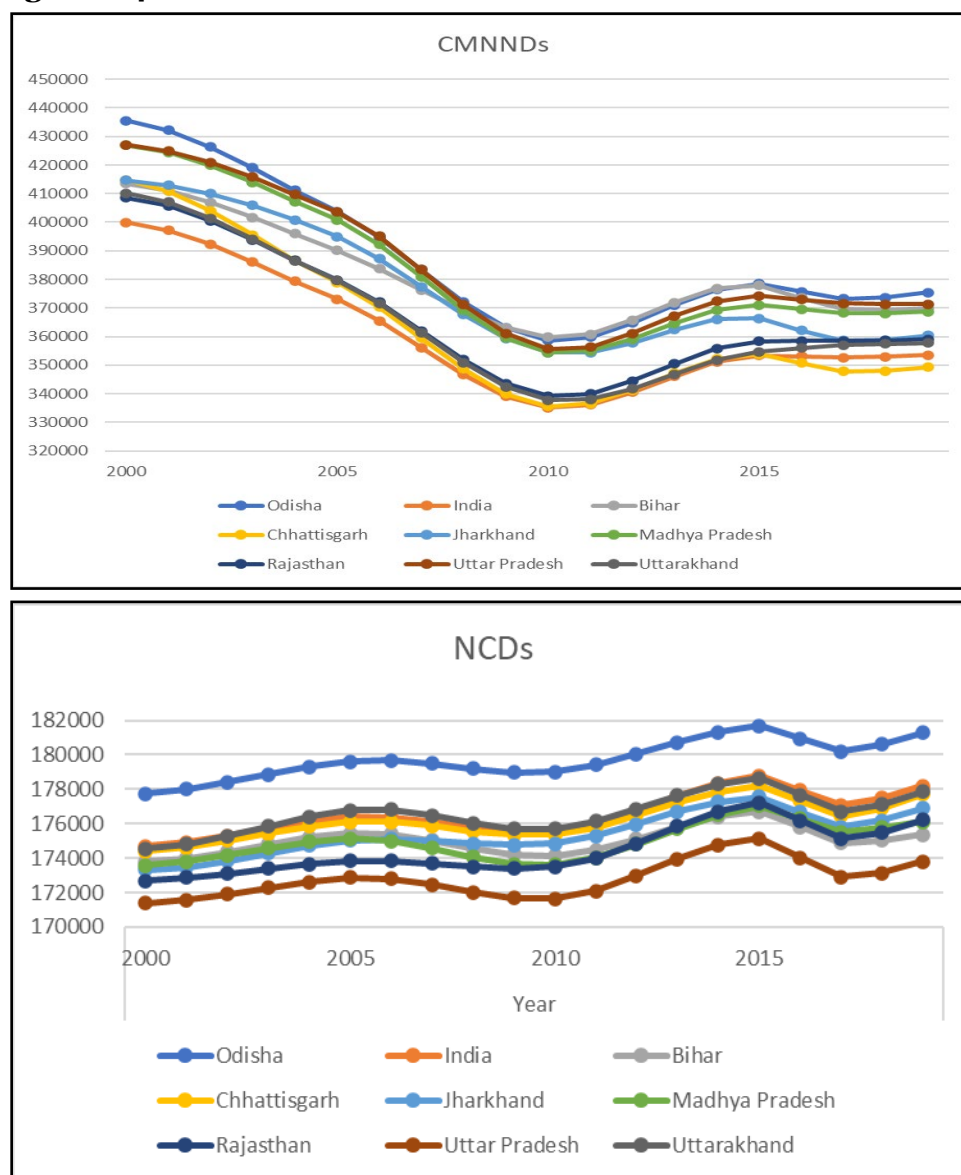 CMNNDs
450000
440000
430000
420000
410000
400000
390000
380000
370000
360000
350000
340000
330000
320000
2000 2005 2010 2015
Odisha India Bihar
Chhattisgarh Jharkhand Madhya Pradesh
Rajasthan Uttar Pradesh Uttarakhand
NCDs
182000
180000
178000
176000
174000
172000
170000
2000 2005 2010 2015
Year
Odisha India Bihar
Chhattisgarh Jharkhand Madhya Pradesh
Rajasthan Uttar Pradesh Uttarakhand